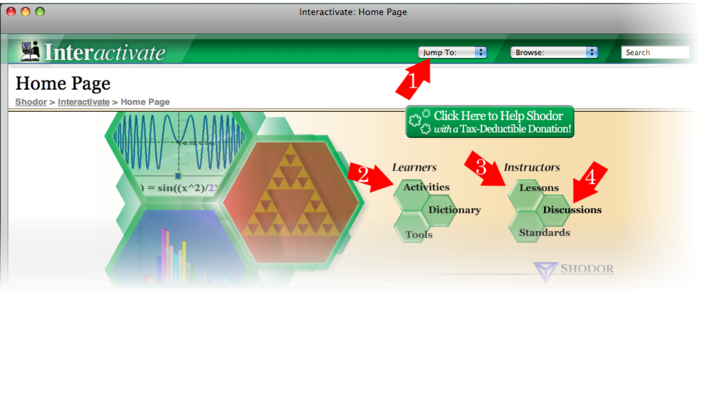 Interactivate: Home Page
Interactivate
Jump To:
Browse:
Search
1
Home Page
Shodor > Interactivate > Home Page
Click Here to Help Shodor
with a Tax-Deductible Donation!
) = sin((x^2)/2
2
Learners
3
Instructors
4
Activities
Lessons
Dictionary
Discussions
Tools
Standards
SHODOR